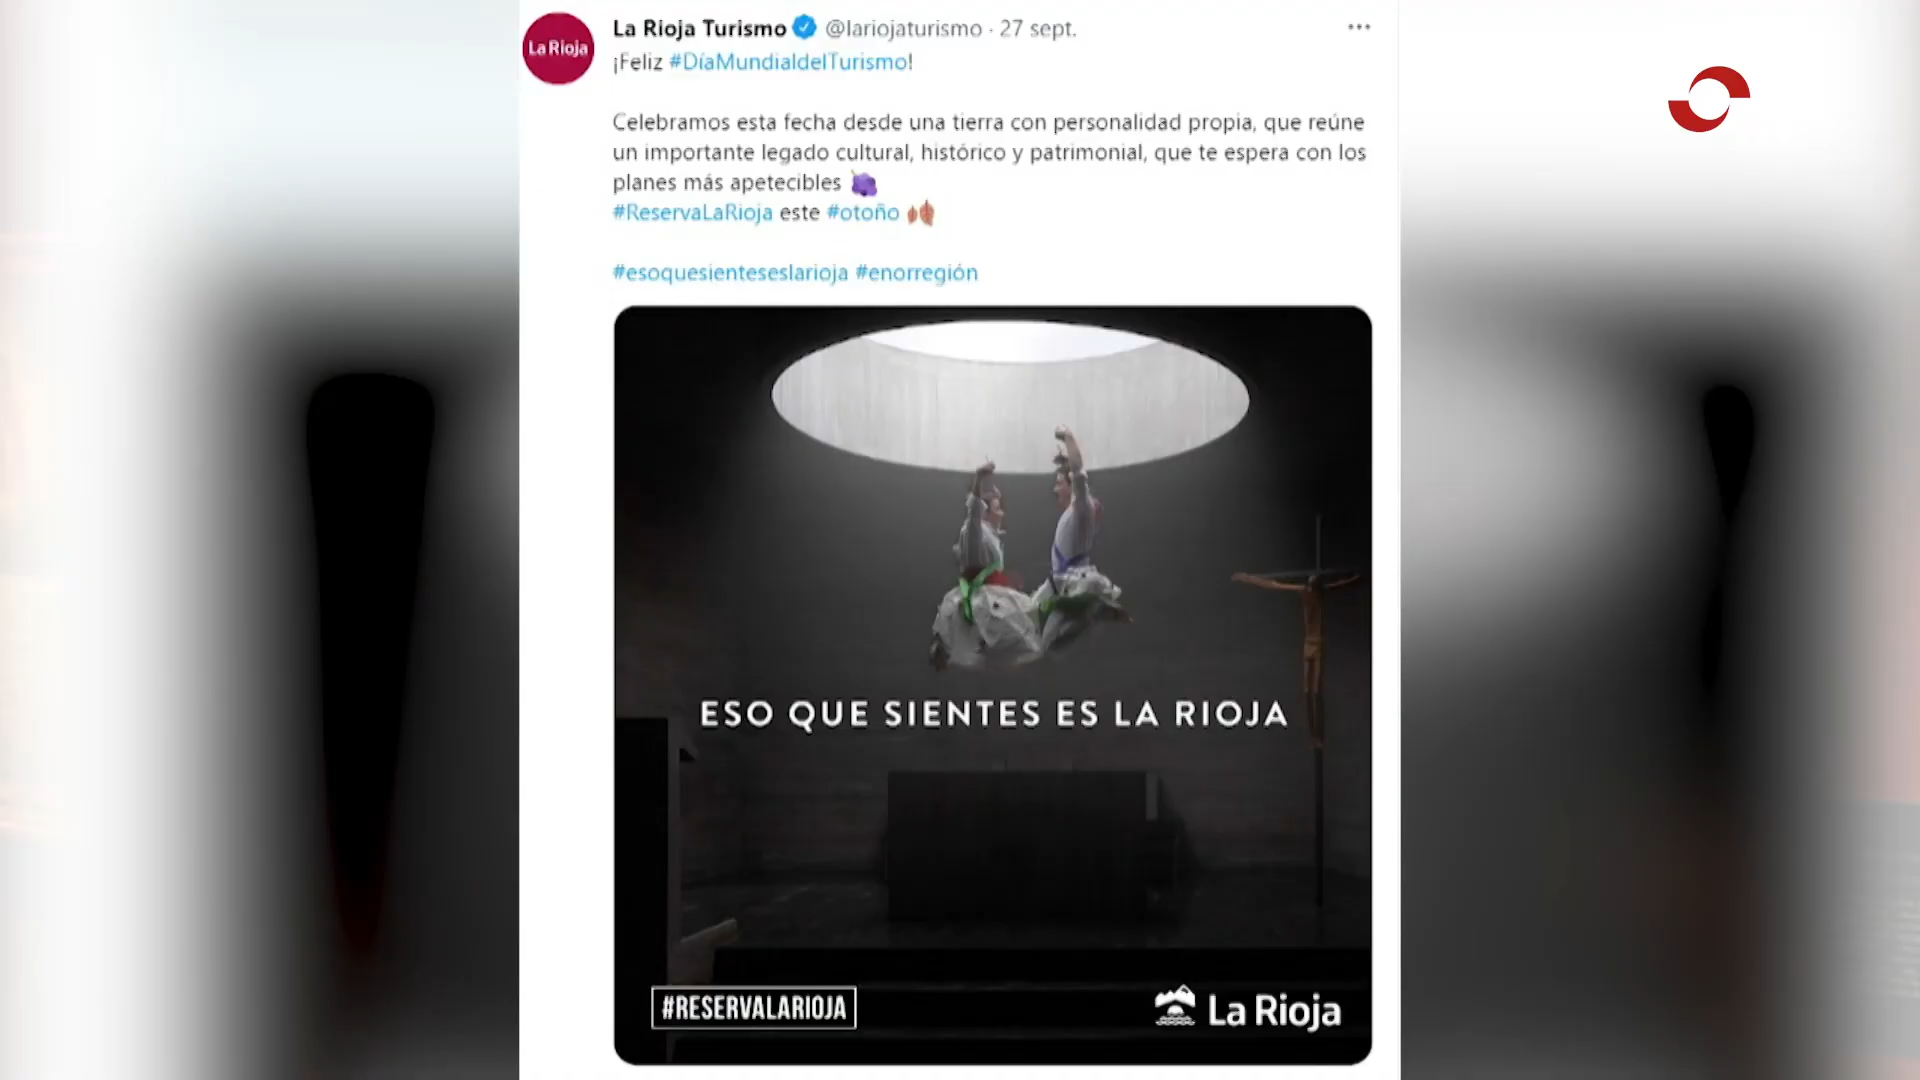 La Rioja
La Rioja Turismo @lariojaturismo · 27 sept.
¡Feliz #DíaMundialdelTurismo!
Celebramos esta fecha desde una tierra con personalidad propia, que reúne
un importante legado cultural, histórico y patrimonial, que te espera con los
planes más apetecibles 🍇
#ReservaLaRioja este #otoño 🍂
#esoquesienteseslarioja #enorregión
ESO QUE SIENTES ES LA RIOJA
#RESERVALARIOJA
La Rioja